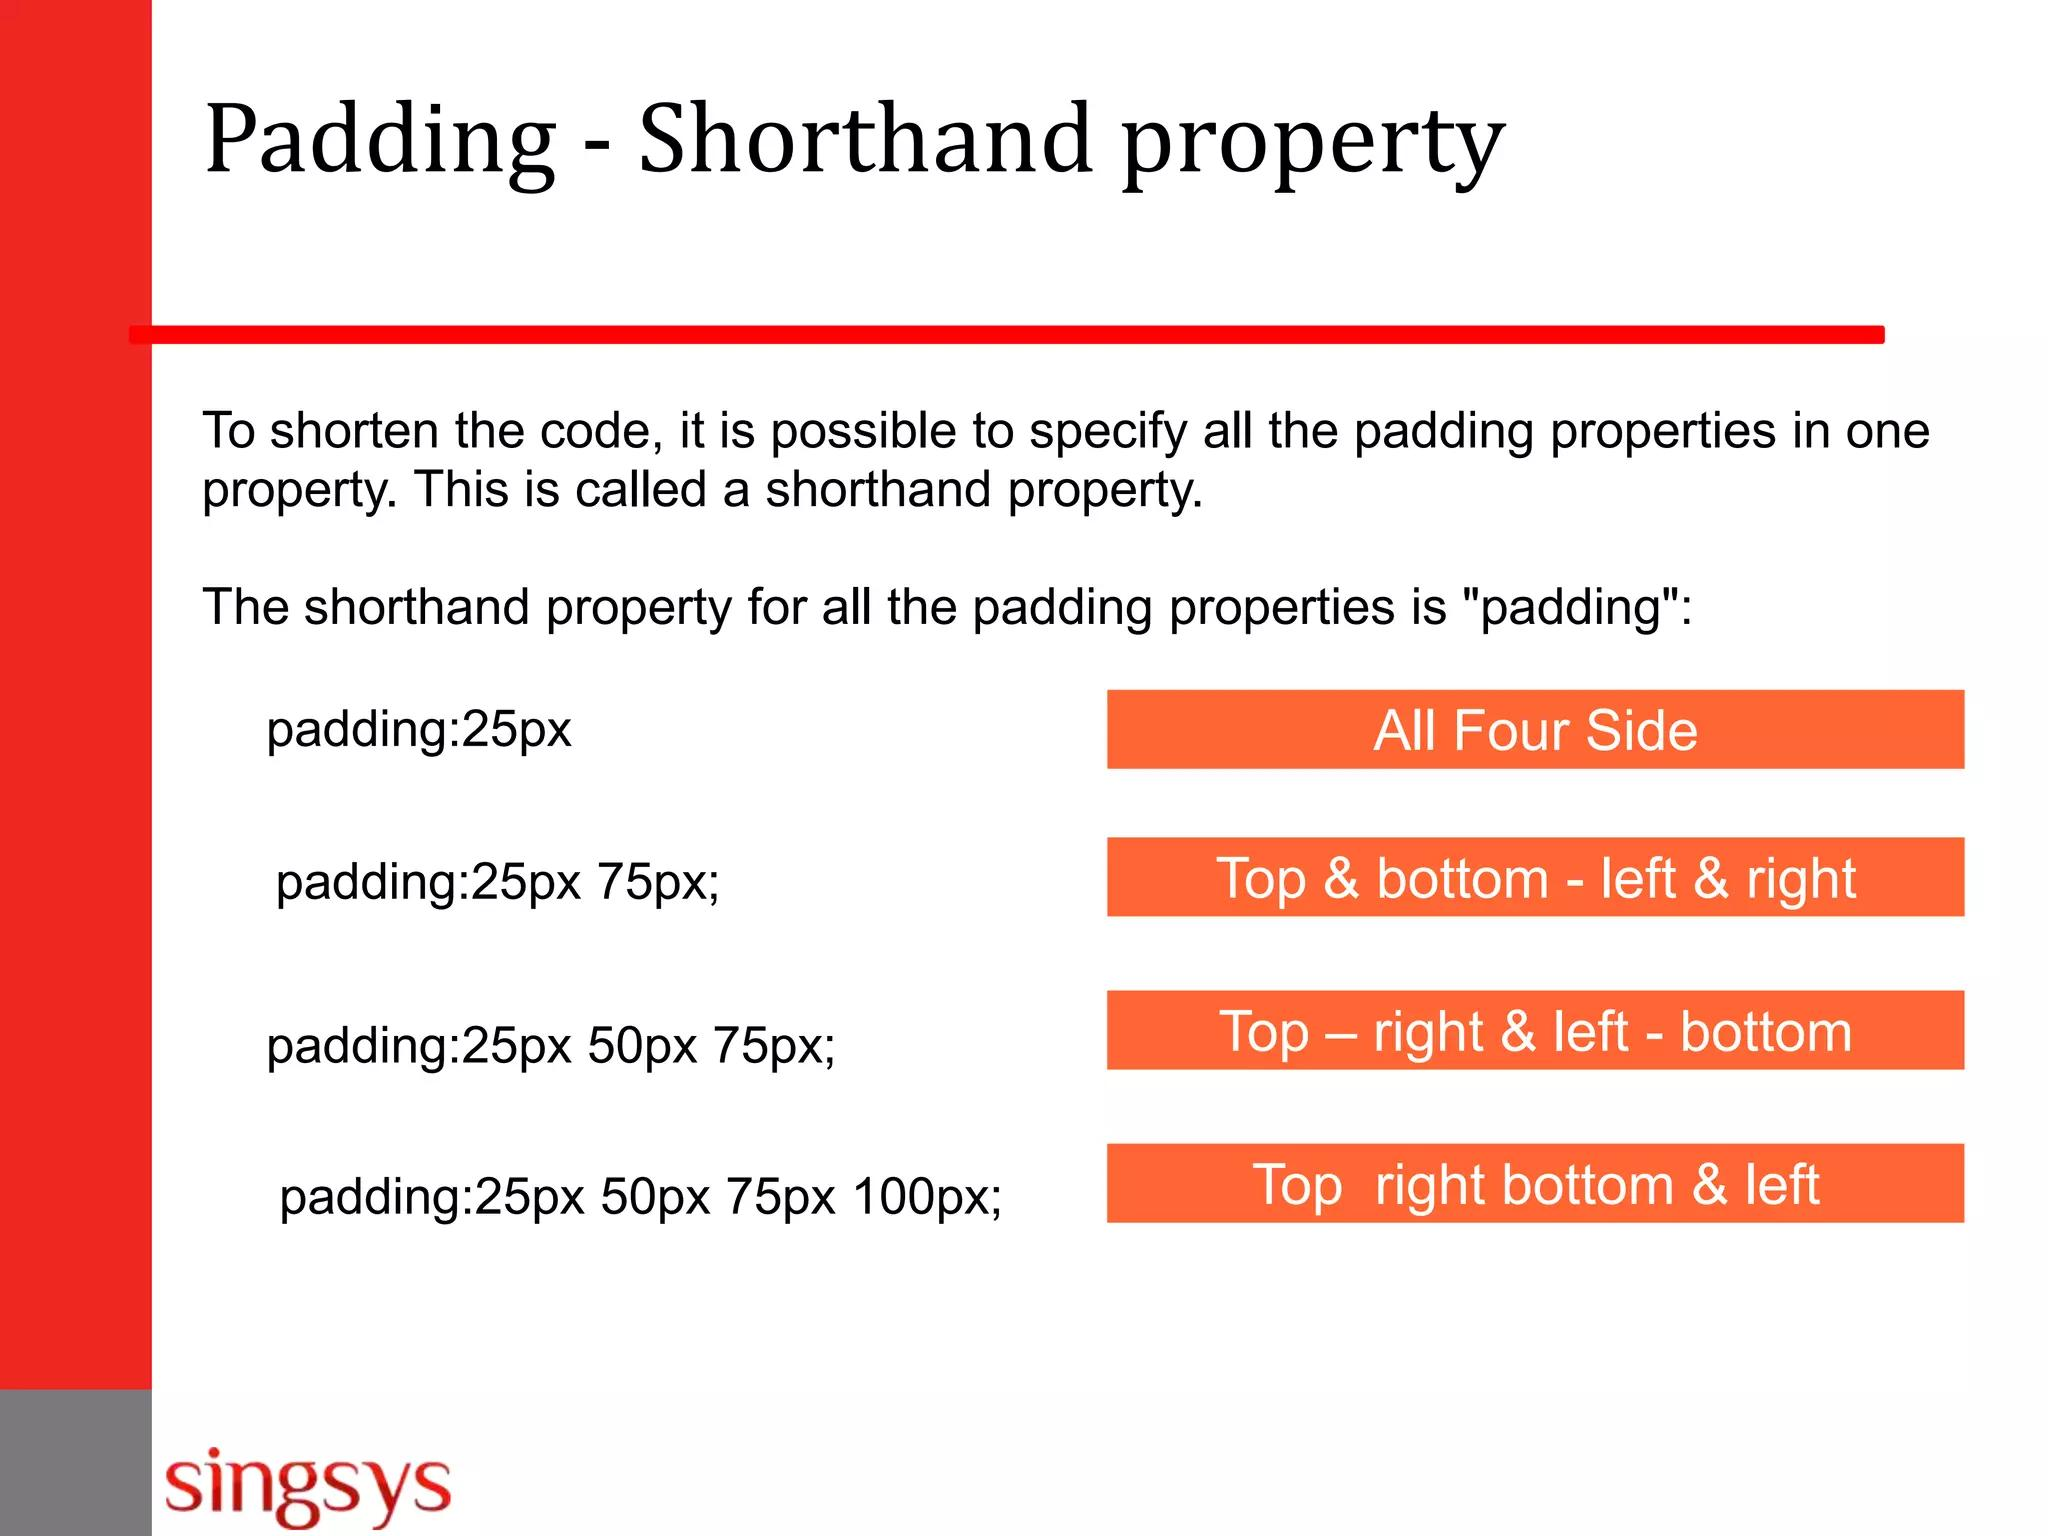 Padding - Shorthand property
To shorten the code, it is possible to specify all the padding properties in one
property. This is called a shorthand property.
The shorthand property for all the padding properties is "padding":
padding:25px
All Four Side
padding:25px 75px;
Top & bottom - left & right
padding:25px 50px 75px;
Top – right & left - bottom
padding:25px 50px 75px 100px;
Top  right bottom & left
singsys